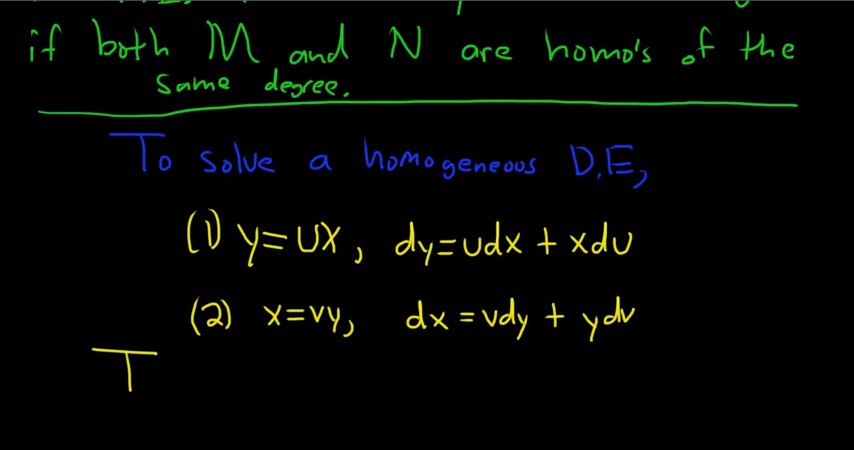 if both M and N are homo's of the
same degree.
To solve a homogeneous D.E,
(1) y=ux, dy=udx + xdu
(2) x=vy, dx=vdy + ydv
T